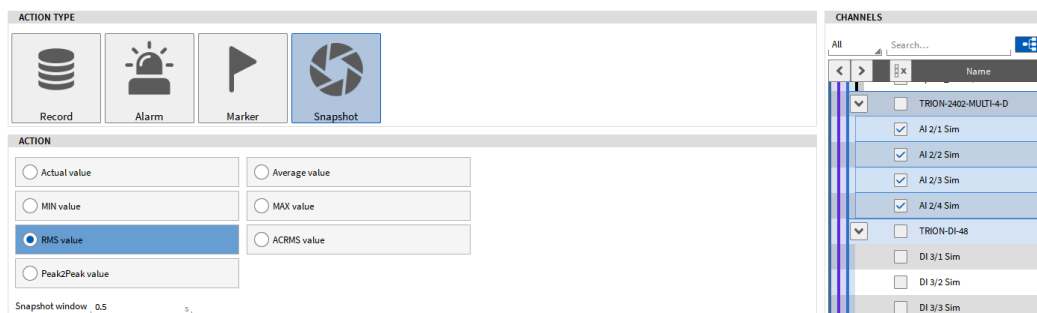 ACTION TYPE
Record
Alarm
Marker
Snapshot
ACTION
Actual value
Average value
MIN value
MAX value
RMS value
ACRMS value
Peak2Peak value
Snapshot window 0.5 s
CHANNELS
All
Search...
Name
TRION-2402-MULTI-4-D
AI 2/1 Sim
AI 2/2 Sim
AI 2/3 Sim
AI 2/4 Sim
TRION-DI-48
DI 3/1 Sim
DI 3/2 Sim
DI 3/3 Sim